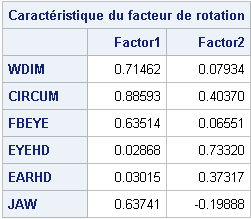 Caractéristique du facteur de rotation
Factor1 Factor2
WDIM 0.71462 0.07934
CIRCUM 0.88593 0.40370
FBEYE 0.63514 0.06551
EYEHD 0.02868 0.73320
EARHD 0.03015 0.37317
JAW 0.63741 -0.19888